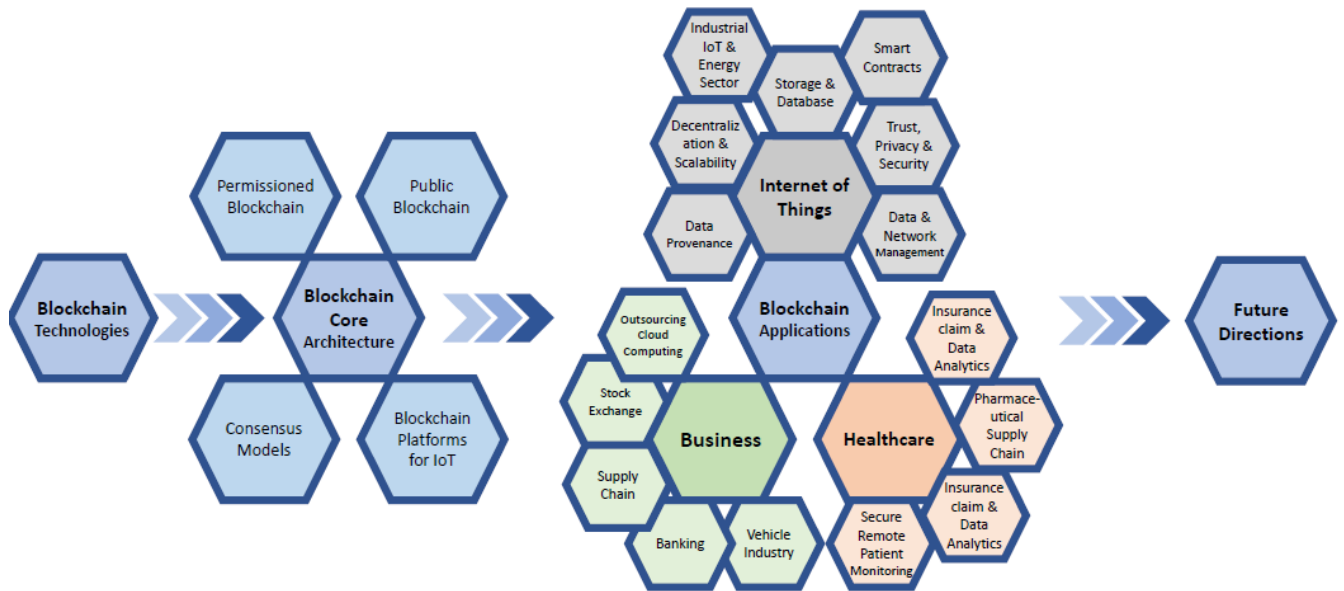 Industrial
IoT &
Energy
Sector
Storage &
Database
Smart
Contracts
Decentraliz
ation &
Scalability
Trust,
Privacy &
Security
Internet of
Things
Data
Provenance
Data &
Network
Management
Permissioned
Blockchain
Public
Blockchain
Blockchain
Technologies
Blockchain
Core
Architecture
Consensus
Models
Blockchain
Platforms
for IoT
Blockchain
Applications
Outsourcing
Cloud
Computing
Stock
Exchange
Business
Supply
Chain
Banking
Vehicle
Industry
Insurance
claim &
Data
Analytics
Healthcare
Pharmace-
utical
Supply
Chain
Insurance
claim &
Data
Analytics
Secure
Remote
Patient
Monitoring
Future
Directions